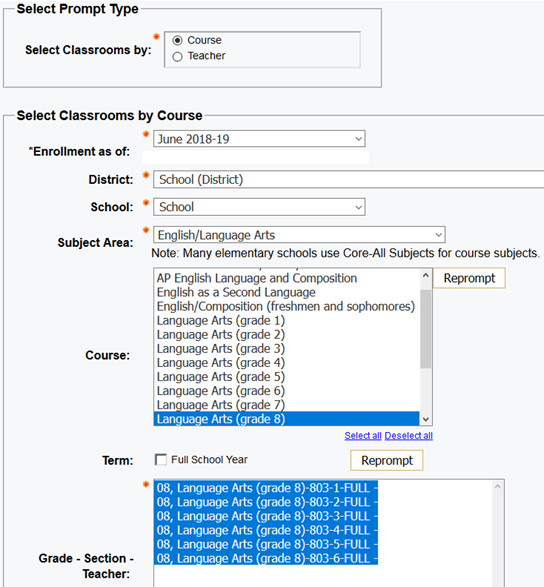 Select Prompt Type
Select Classrooms by:
Course
Teacher
Select Classrooms by Course
*Enrollment as of:
June 2018-19
District:
School (District)
School:
School
Subject Area:
English/Language Arts
Note: Many elementary schools use Core-All Subjects for course subjects.
Course:
AP English Language and Composition
English as a Second Language
English/Composition (freshmen and sophomores)
Language Arts (grade 1)
Language Arts (grade 2)
Language Arts (grade 3)
Language Arts (grade 4)
Language Arts (grade 5)
Language Arts (grade 6)
Language Arts (grade 7)
Language Arts (grade 8)
Reprompt
Select all Deselect all
Term:
Full School Year
Reprompt
Grade - Section -
Teacher:
08, Language Arts (grade 8)-803-1-FULL -
08, Language Arts (grade 8)-803-2-FULL -
08, Language Arts (grade 8)-803-3-FULL -
08, Language Arts (grade 8)-803-4-FULL -
08, Language Arts (grade 8)-803-5-FULL -
08, Language Arts (grade 8)-803-6-FULL -